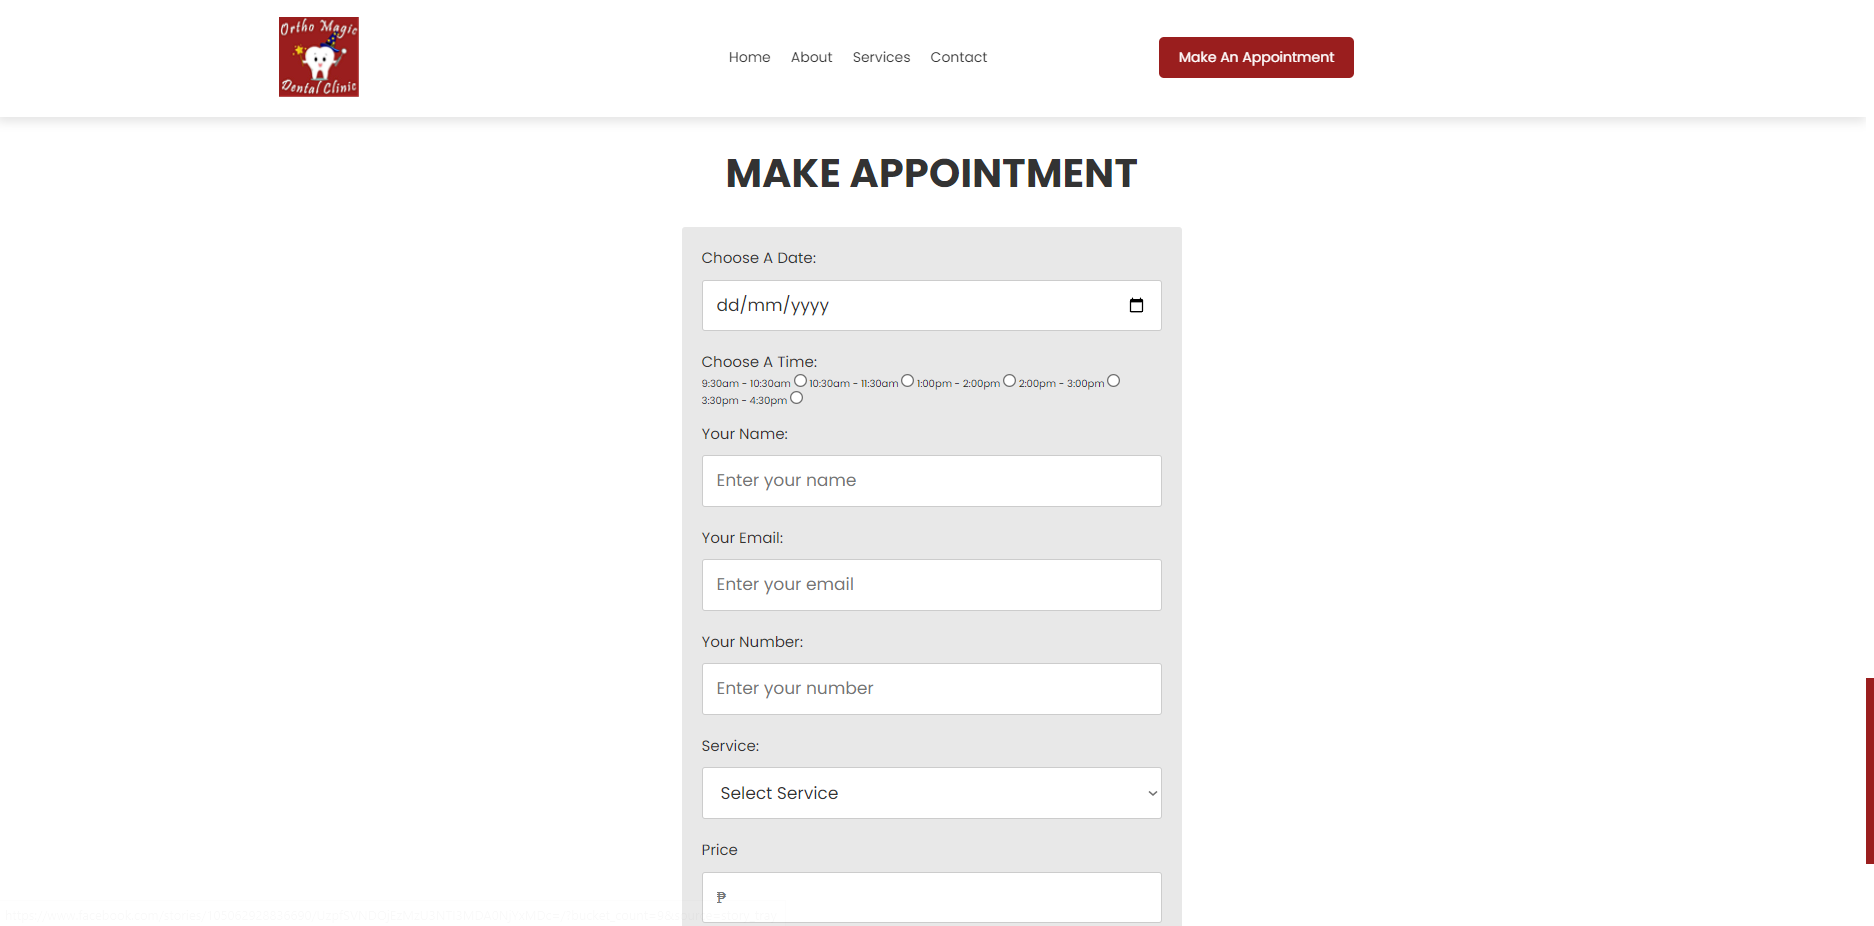 Ortho Magic
Dental Clinic
Home About Services Contact
Make An Appointment
MAKE APPOINTMENT
Choose A Date:
dd/mm/yyyy
Choose A Time:
9:30am - 10:30am 10:30am - 11:30am 1:00pm - 2:00pm 2:00pm - 3:00pm
3:30pm - 4:30pm
Your Name:
Enter your name
Your Email:
Enter your email
Your Number:
Enter your number
Service:
Select Service
Price
₱